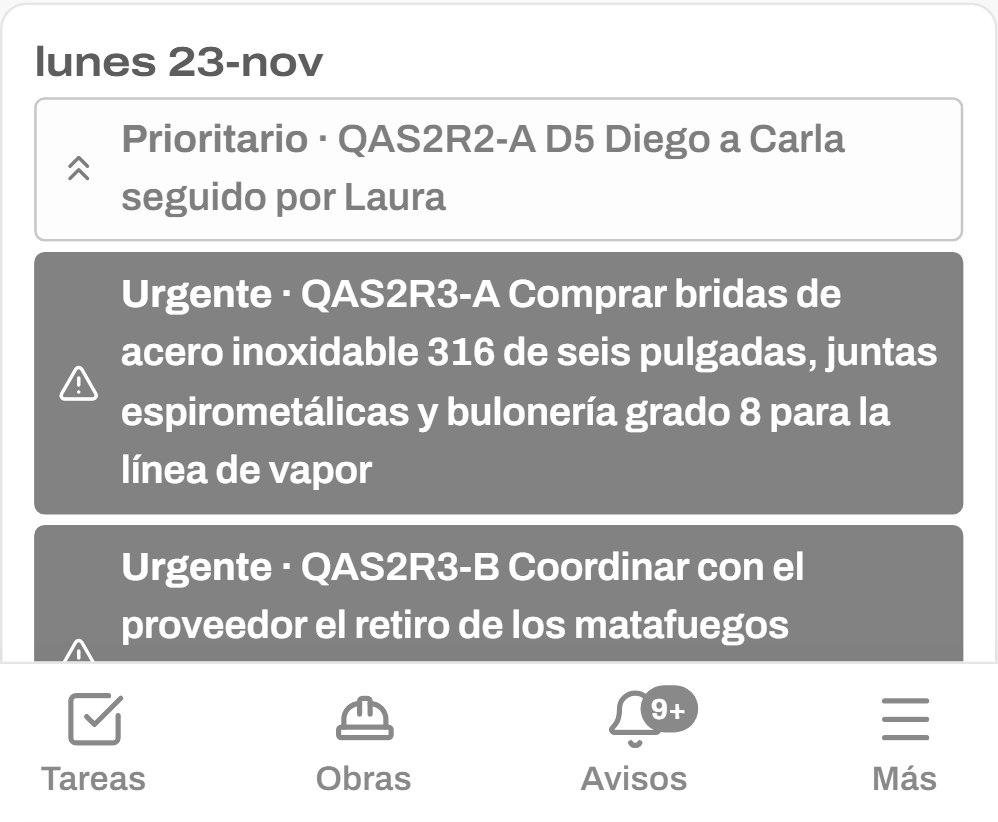 lunes 23-nov
Prioritario · QAS2R2-A D5 Diego a Carla
seguido por Laura
Urgente · QAS2R3-A Comprar bridas de
acero inoxidable 316 de seis pulgadas, juntas
espirometálicas y bulonería grado 8 para la
línea de vapor
Urgente · QAS2R3-B Coordinar con el
proveedor el retiro de los matafuegos
9+
Tareas
Obras
Avisos
Más